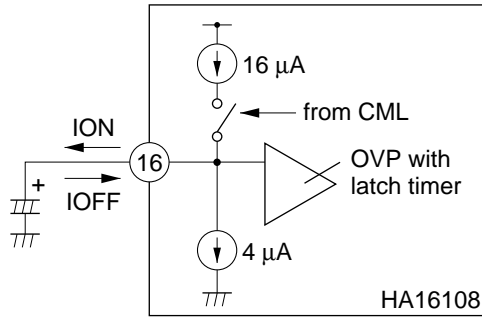 16 µA
from CML
ION
16
+
IOFF
OVP with
latch timer
4 µA
HA16108